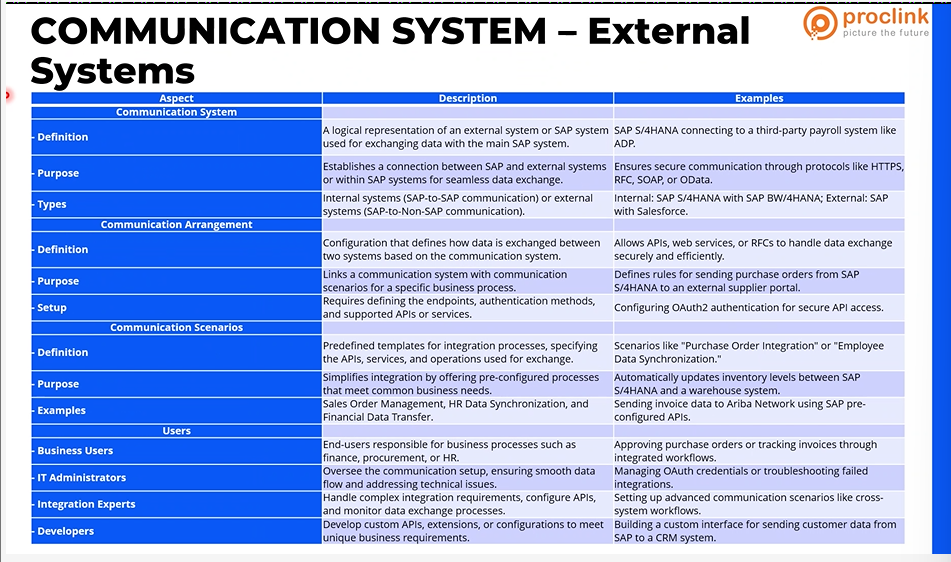 COMMUNICATION SYSTEM – External
Systems
proclink
picture the future
Aspect Description Examples
Communication System
- Definition
A logical representation of an external system or SAP system
used for exchanging data with the main SAP system.
SAP S/4HANA connecting to a third-party payroll system like
ADP.
- Purpose
Establishes a connection between SAP and external systems
or within SAP systems for seamless data exchange.
Ensures secure communication through protocols like HTTPS,
RFC, SOAP, or OData.
- Types
Internal systems (SAP-to-SAP communication) or external
systems (SAP-to-Non-SAP communication).
Internal: SAP S/4HANA with SAP BW/4HANA; External: SAP
with Salesforce.
Communication Arrangement
- Definition
Configuration that defines how data is exchanged between
two systems based on the communication system.
Allows APIs, web services, or RFCs to handle data exchange
securely and efficiently.
- Purpose
Links a communication system with communication
scenarios for a specific business process.
Defines rules for sending purchase orders from SAP
S/4HANA to an external supplier portal.
- Setup
Requires defining the endpoints, authentication methods,
and supported APIs or services.
Configuring OAuth2 authentication for secure API access.
Communication Scenarios
- Definition
Predefined templates for integration processes, specifying
the APIs, services, and operations used for exchange.
Scenarios like "Purchase Order Integration" or "Employee
Data Synchronization."
- Purpose
Simplifies integration by offering pre-configured processes
that meet common business needs.
Automatically updates inventory levels between SAP
S/4HANA and a warehouse system.
- Examples
Sales Order Management, HR Data Synchronization, and
Financial Data Transfer.
Sending invoice data to Ariba Network using SAP pre-
configured APIs.
Users
- Business Users
End-users responsible for business processes such as
finance, procurement, or HR.
Approving purchase orders or tracking invoices through
integrated workflows.
- IT Administrators
Oversee the communication setup, ensuring smooth data
flow and addressing technical issues.
Managing OAuth credentials or troubleshooting failed
integrations.
- Integration Experts
Handle complex integration requirements, configure APIs,
and monitor data exchange processes.
Setting up advanced communication scenarios like cross-
system workflows.
- Developers
Develop custom APIs, extensions, or configurations to meet
unique business requirements.
Building a custom interface for sending customer data from
SAP to a CRM system.